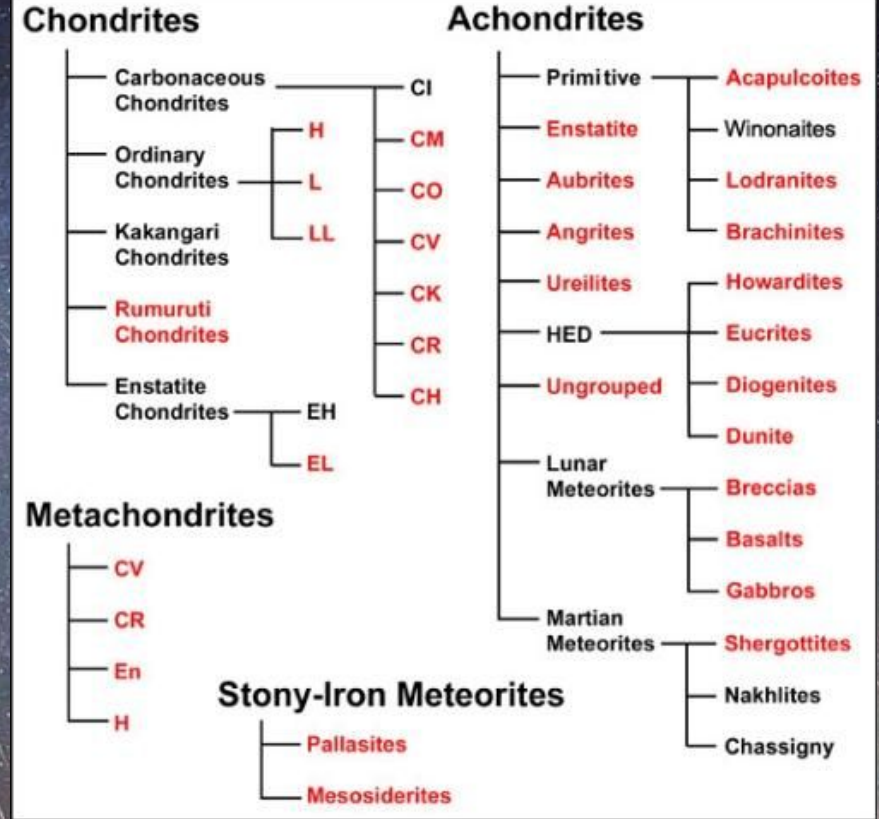 Chondrites
Carbonaceous
Chondrites
CI
CM
CO
CV
CK
CR
CH
Ordinary
Chondrites
H
L
LL
Kakangari
Chondrites
Rumuruti
Chondrites
Enstatite
Chondrites
EH
EL
Metachondrites
CV
CR
En
H
Stony-Iron Meteorites
Pallasites
Mesosiderites
Achondrites
Primitive
Acapulcoites
Winonaites
Lodranites
Brachinites
Enstatite
Aubrites
Angrites
Ureilites
HED
Howardites
Eucrites
Diogenites
Dunite
Ungrouped
Lunar
Meteorites
Breccias
Basalts
Gabbros
Martian
Meteorites
Shergottites
Nakhlites
Chassigny